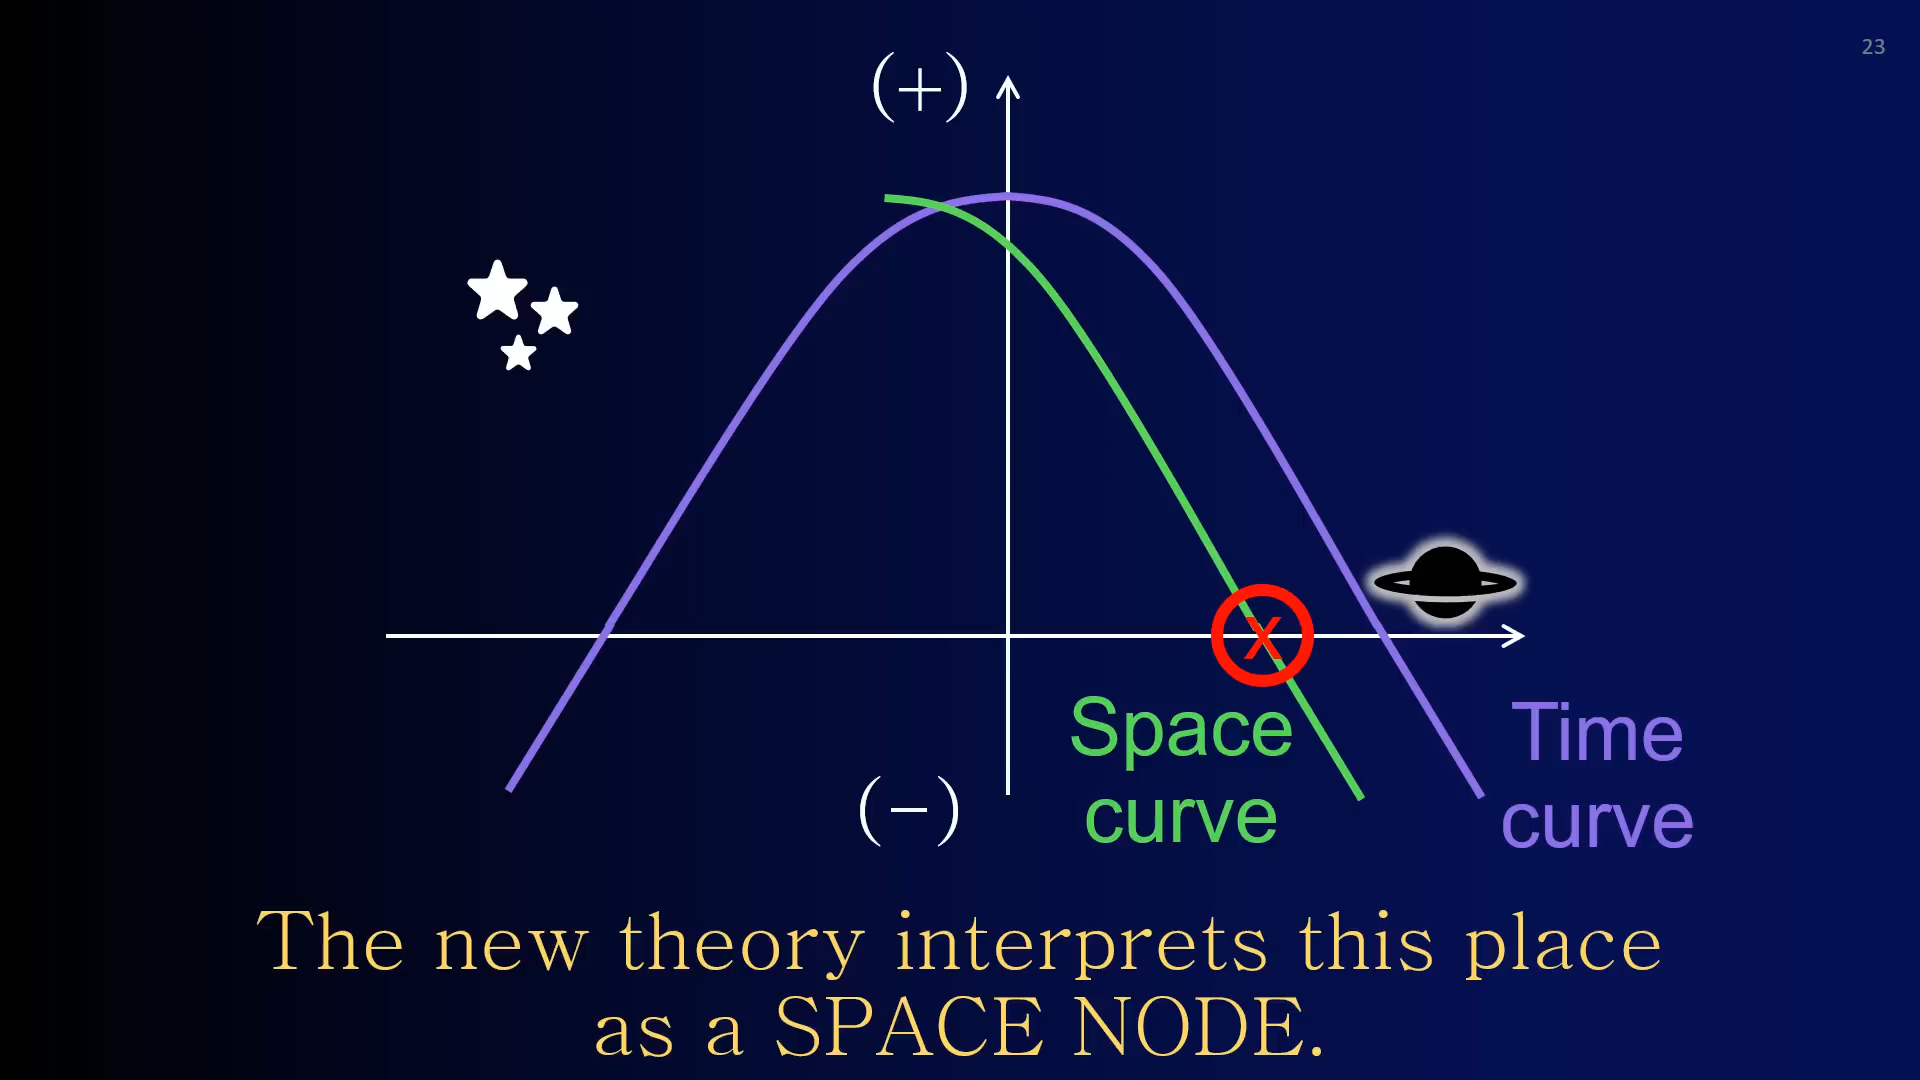 23
(+)
X
Space
curve
Time
curve
(−)
The new theory interprets this place
as a SPACE NODE.